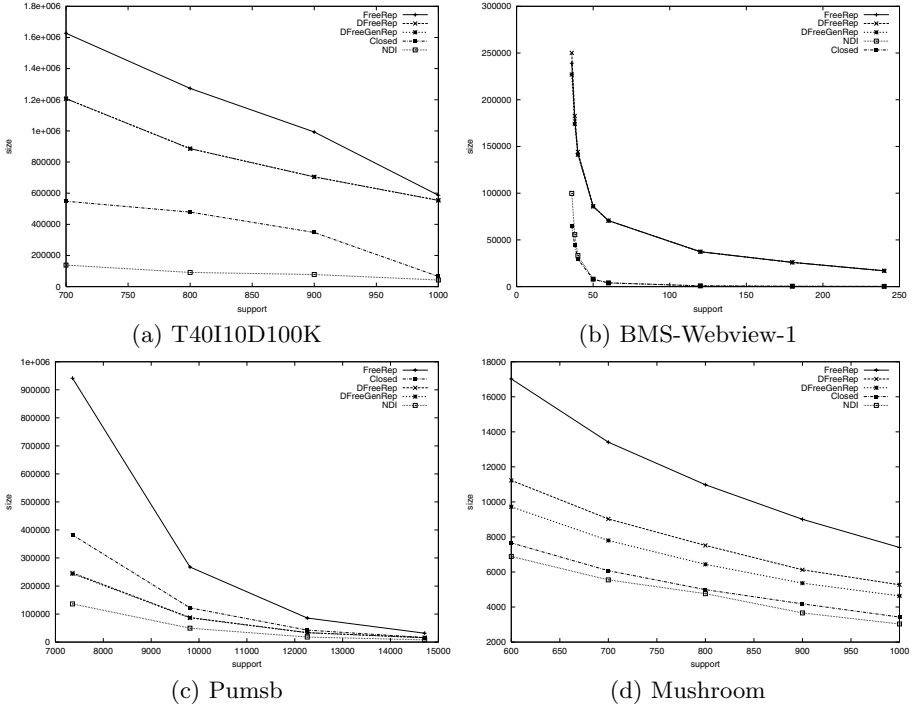 1.8e+006
1.6e+006
1.4e+006
1.2e+006
1e+006
800000
600000
400000
200000
0
size
700 750 800 850 900 950 1000
support
FreeRep
DFreeRep
DFreeGenRep
Closed
NDI
(a) T40I10D100K
300000
250000
200000
150000
100000
50000
0
size
0 50 100 150 200 250
support
FreeRep
DFreeRep
DFreeGenRep
NDI
Closed
(b) BMS-Webview-1
1e+006
900000
800000
700000
600000
500000
400000
300000
200000
100000
0
size
7000 8000 9000 10000 11000 12000 13000 14000 15000
support
FreeRep
Closed
DFreeRep
DFreeGenRep
NDI
(c) Pumsb
18000
16000
14000
12000
10000
8000
6000
4000
2000
size
600 650 700 750 800 850 900 950 1000
support
FreeRep
DFreeRep
DFreeGenRep
Closed
NDI
(d) Mushroom